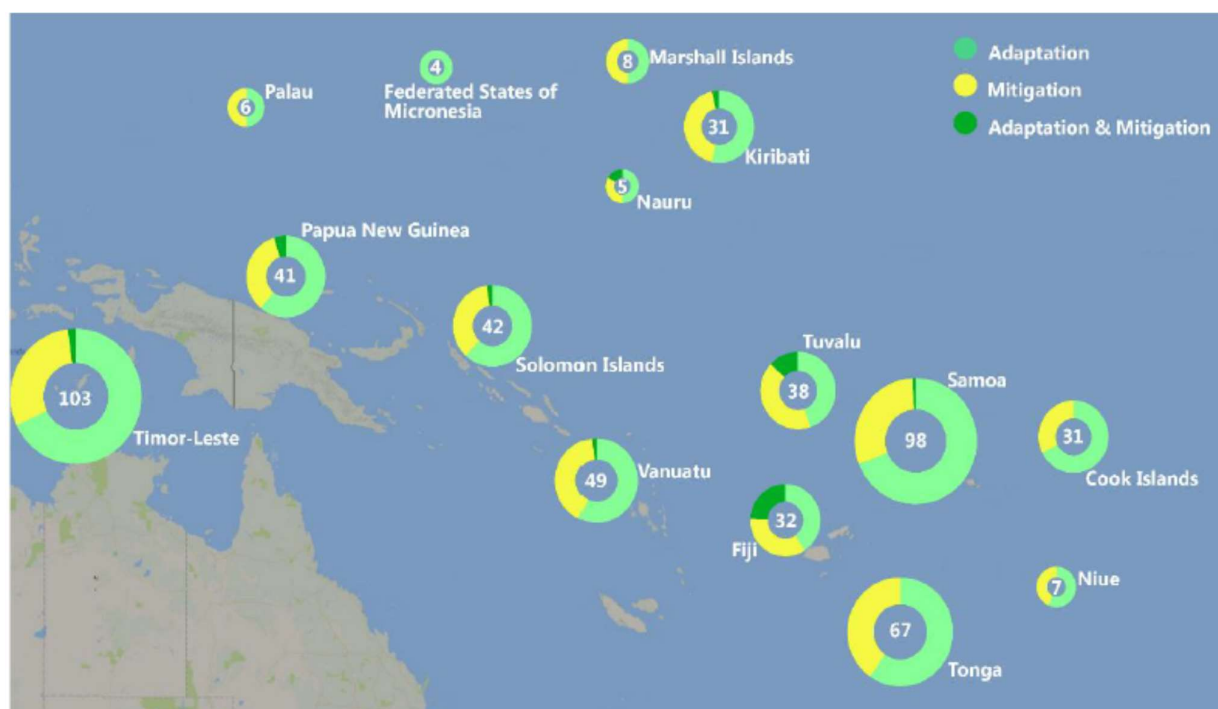 Adaptation
Mitigation
Adaptation & Mitigation
8
Marshall Islands
4
Federated States of
Micronesia
6
Palau
31
Kiribati
5
Nauru
Papua New Guinea
41
42
Solomon Islands
103
Timor-Leste
Tuvalu
38
Samoa
98
31
Cook Islands
49
Vanuatu
32
Fiji
7
Niue
67
Tonga